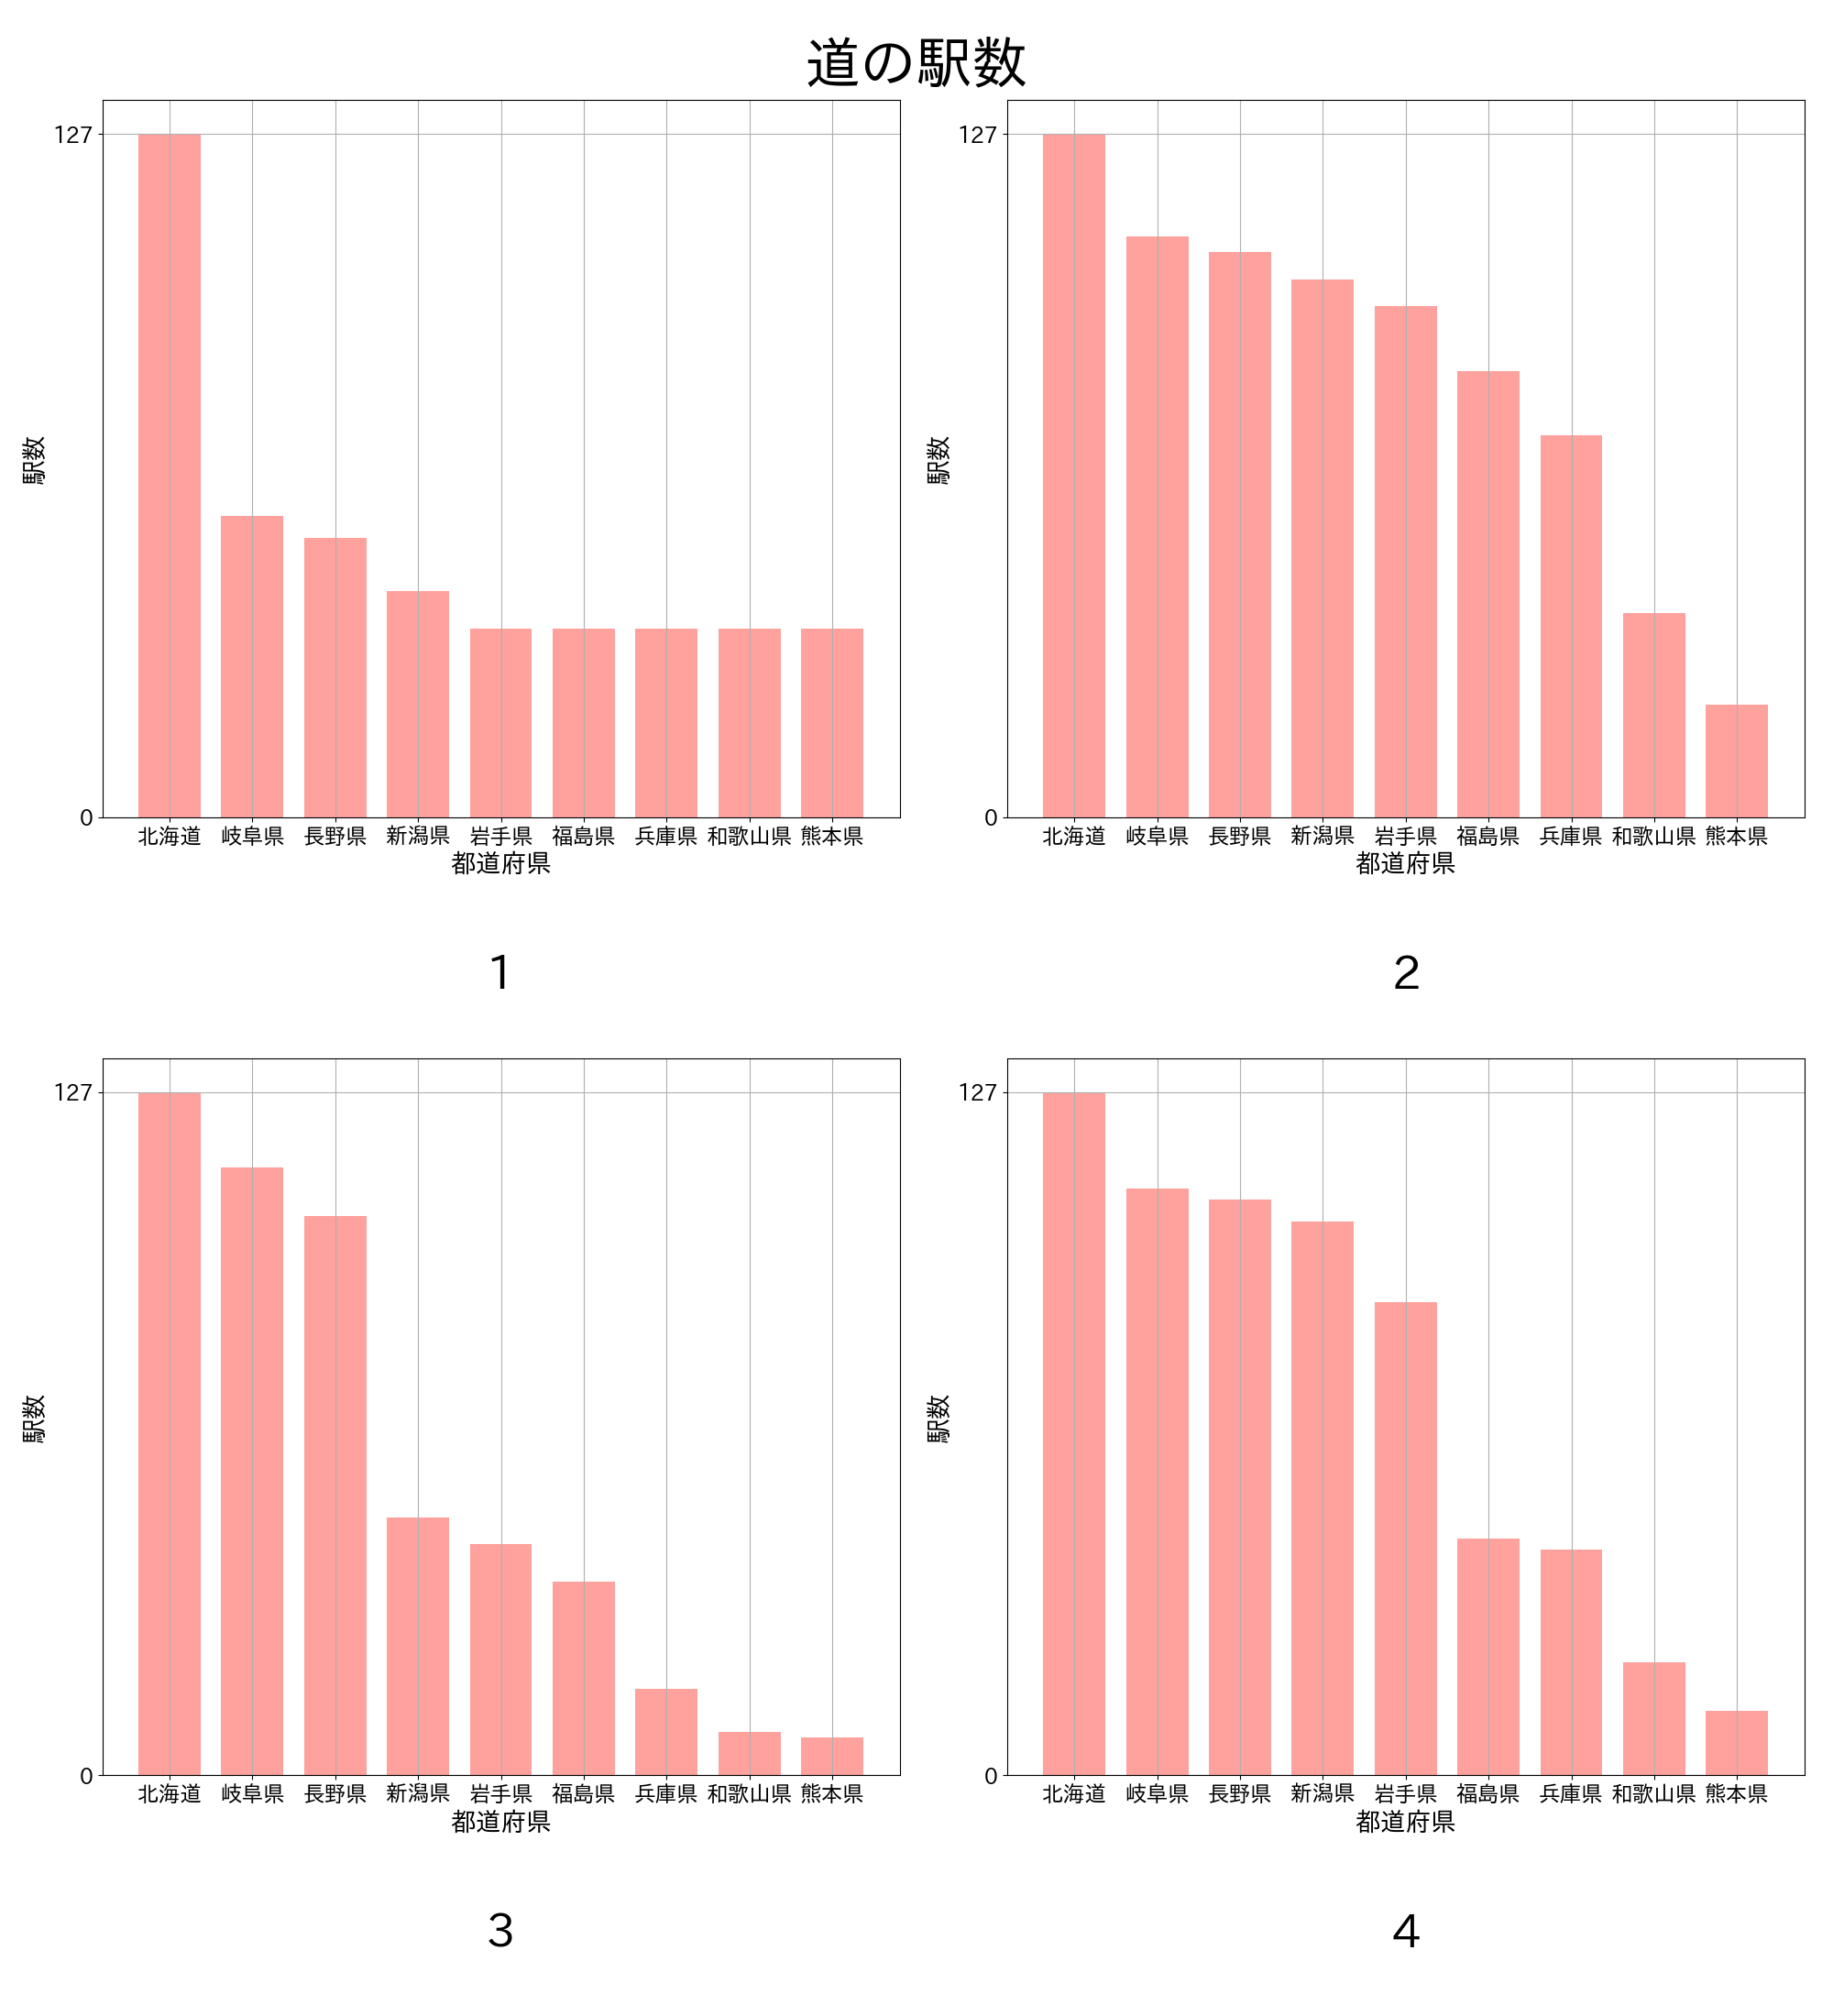 道の駅数
127
駅数
0
北海道 岐阜県 長野県 新潟県 岩手県 福島県 兵庫県 和歌山県 熊本県
都道府県
1
127
駅数
0
北海道 岐阜県 長野県 新潟県 岩手県 福島県 兵庫県 和歌山県 熊本県
都道府県
2
127
駅数
0
北海道 岐阜県 長野県 新潟県 岩手県 福島県 兵庫県 和歌山県 熊本県
都道府県
3
127
駅数
0
北海道 岐阜県 長野県 新潟県 岩手県 福島県 兵庫県 和歌山県 熊本県
都道府県
4